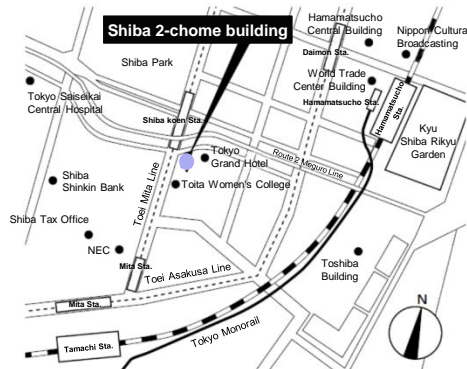 Shiba 2-chome building
Hamamatsucho
Central Building
Nippon Cultural
Broadcasting
Daimon Sta.
Shiba Park
World Trade
Center Building
Hamamatsucho Sta.
Hamamatsucho
Sta.
Tokyo Saiseikai
Central Hospital
Shiba koen Sta.
Kyu
Shiba Rikyu
Garden
Tokyo
Grand Hotel
Route 2 Meguro Line
Shiba
Shinkin Bank
Toita Women's College
Toei Mita Line
Shiba Tax Office
NEC
Mita Sta.
Toei Asakusa Line
Toshiba
Building
Mita Sta.
Tokyo Monorail
Tamachi Sta.
N